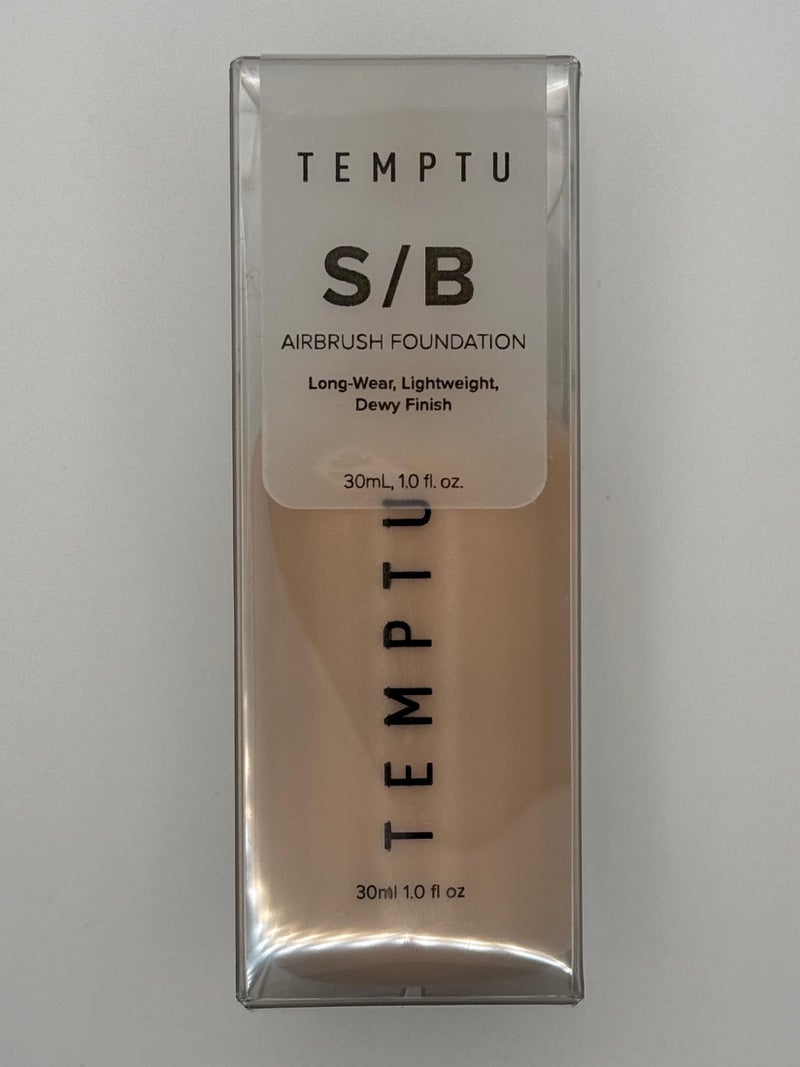 TEMPTU
S/B
AIRBRUSH FOUNDATION
Long-Wear, Lightweight,
Dewy Finish
30mL, 1.0 fl. oz.
TEMPTU
30ml 1.0 fl oz